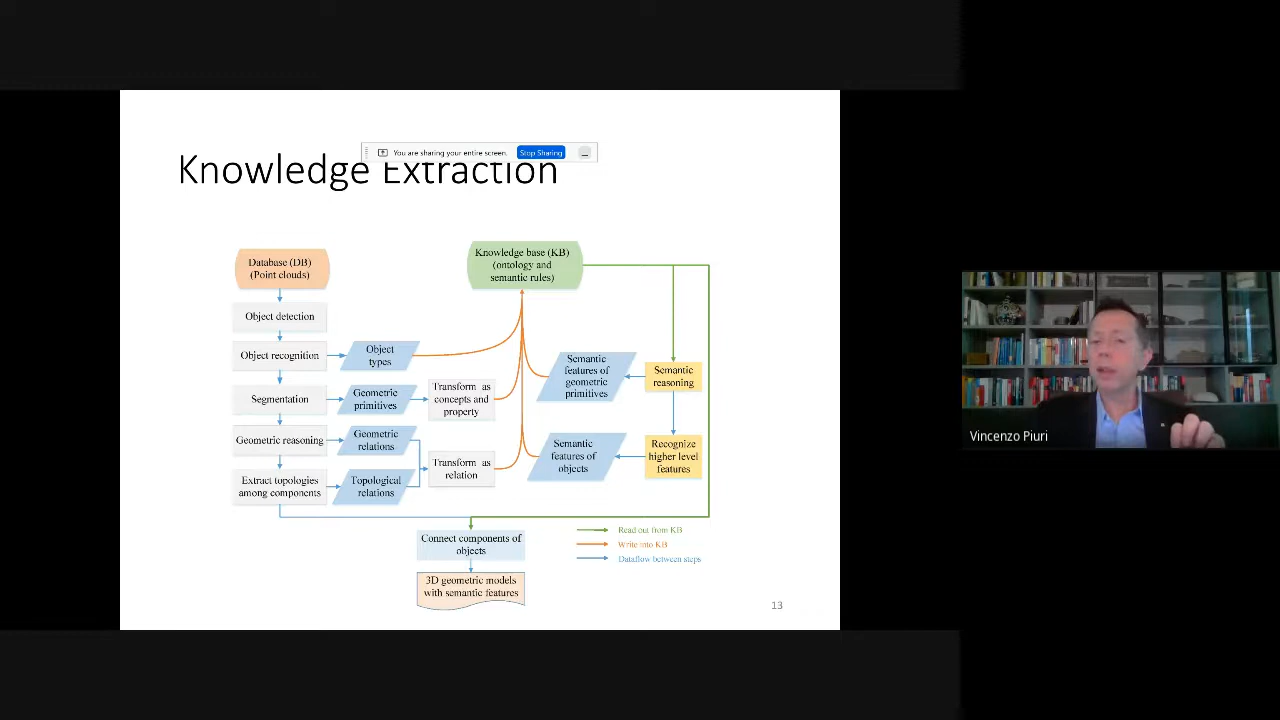 You are sharing your entire screen.
Stop Sharing
Knowledge Extraction
Database (DB)
(Point clouds)
Knowledge base (KB)
(ontology and
semantic rules)
Object detection
Object recognition
Object
types
Segmentation
Geometric
primitives
Transform as
concepts and
property
Semantic
features of
geometric
primitives
Semantic
reasoning
Geometric reasoning
Geometric
relations
Extract topologies
among components
Topological
relations
Transform as
relation
Semantic
features of
objects
Recognize
higher level
features
Connect components of
objects
3D geometric models
with semantic features
Read out from KB
Write into KB
Dataflow between steps
13
Vincenzo Piuri